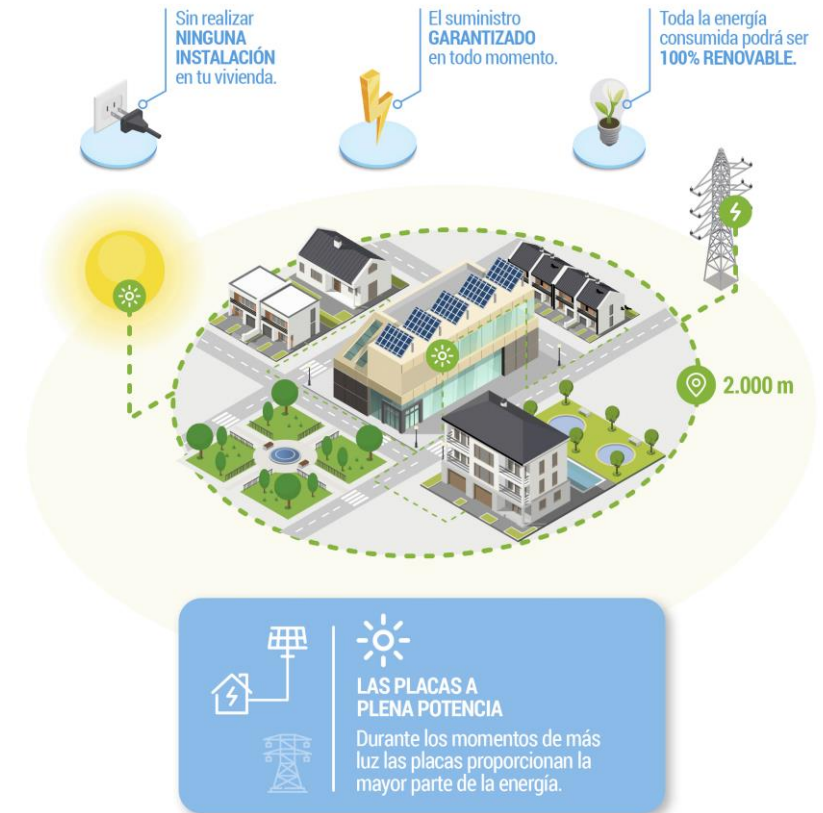 Sin realizar
NINGUNA
INSTALACIÓN
en tu vivienda.
El suministro
GARANTIZADO
en todo momento.
Toda la energía
consumida podrá ser
100% RENOVABLE.
2.000 m
LAS PLACAS A
PLENA POTENCIA
Durante los momentos de más
luz las placas proporcionan la
mayor parte de la energía.